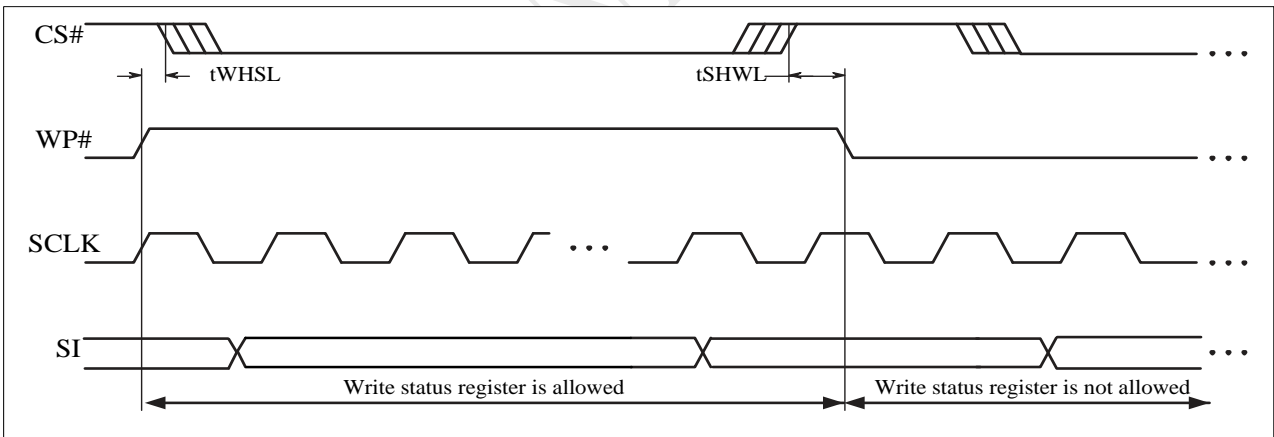 CS#
tWHSL
tSHWL
WP#
SCLK
SI
Write status register is allowed
Write status register is not allowed